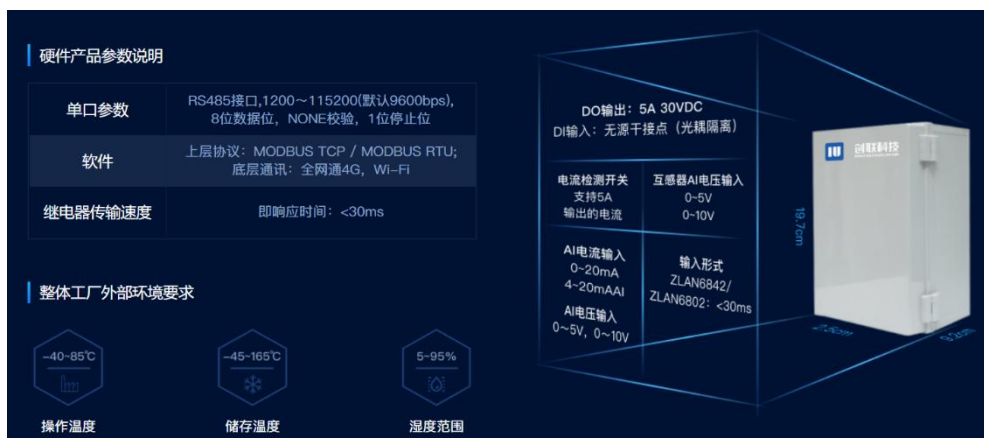 硬件产品参数说明
单口参数
RS485接口,1200~115200(默认9600bps),
8位数据位，NONE校验，1位停止位
软件
上层协议：MODBUS TCP / MODBUS RTU;
底层通讯：全网通4G，Wi-Fi
继电器传输速度
即响应时间：<30ms
整体工厂外部环境要求
-40~85℃
操作温度
-45~165℃
储存温度
5~95%
湿度范围
DO输出：5A 30VDC
DI输入：无源干接点（光耦隔离）
电流检测开关
支持5A
输出的电流
互感器AI电压输入
0~5V
0~10V
AI电流输入
0~20mA
4~20mAAI
AI电压输入
0~5V，0~10V
输入形式
ZLAN6842/
ZLAN6802：<30ms
创联科技
19.7cm
8.2cm